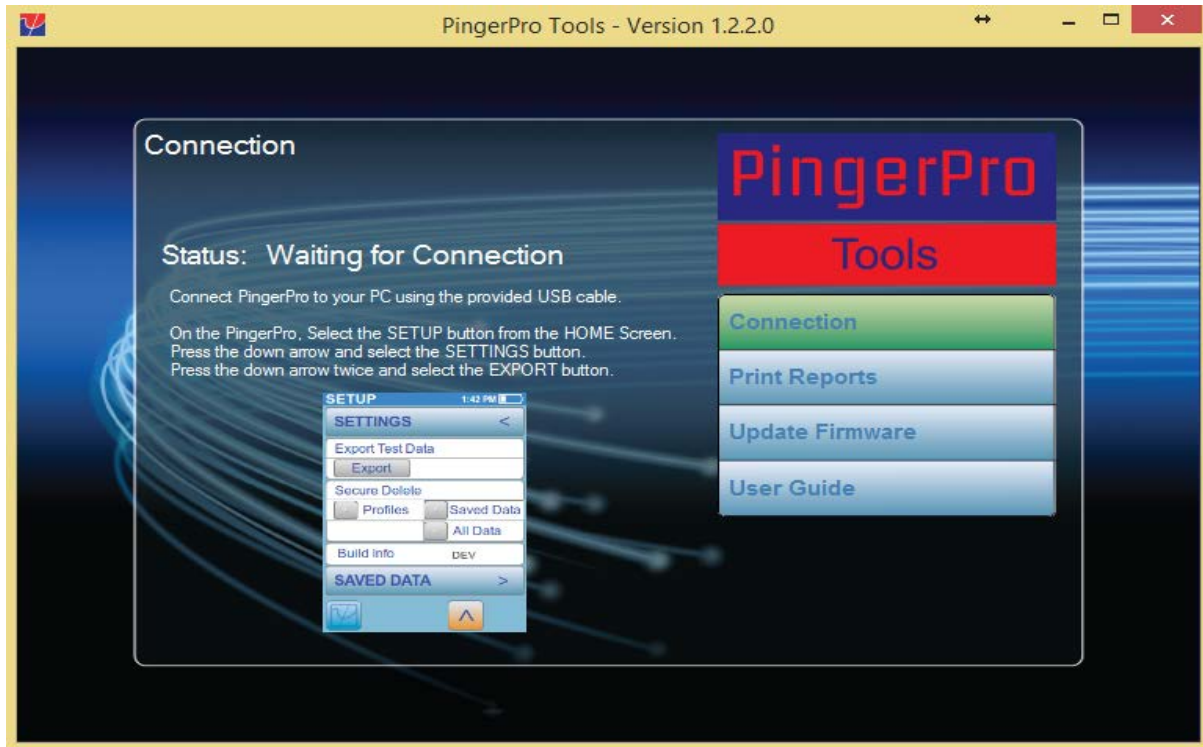 PingerPro Tools - Version 1.2.2.0
Connection
Status: Waiting for Connection
Connect PingerPro to your PC using the provided USB cable.
On the PingerPro, Select the SETUP button from the HOME Screen.
Press the down arrow and select the SETTINGS button.
Press the down arrow twice and select the EXPORT button.
SETUP 1:42 PM
SETTINGS <
Export Test Data
Export
Secure Delete
Profiles Saved Data
All Data
Build Info DEV
SAVED DATA >
PingerPro
Tools
Connection
Print Reports
Update Firmware
User Guide